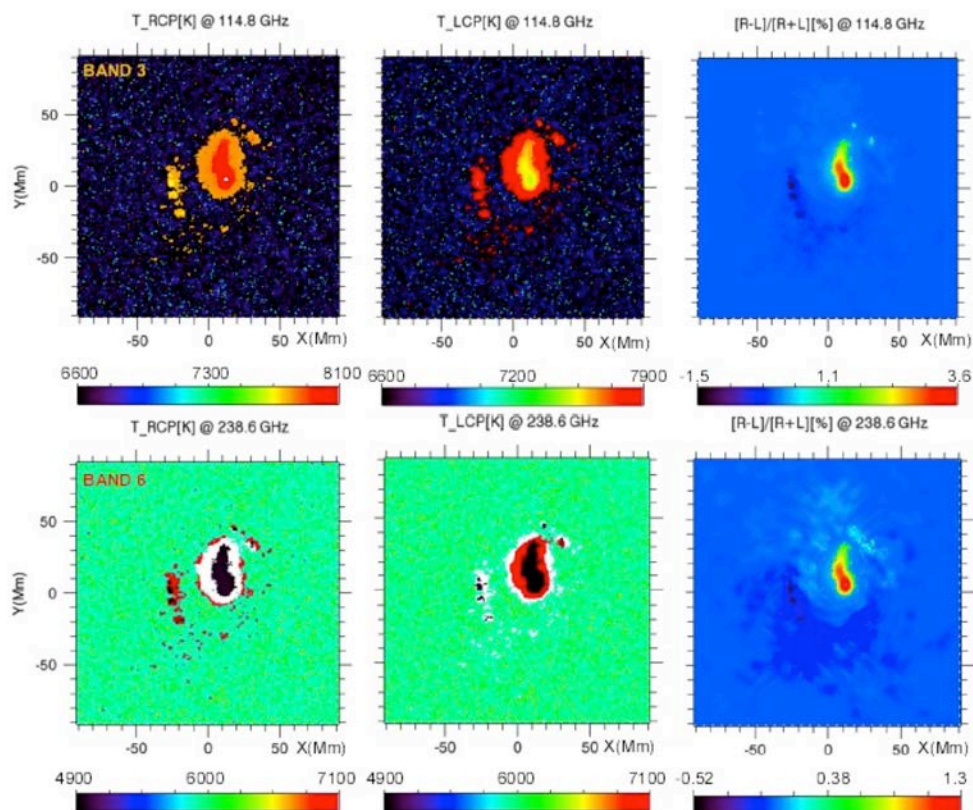 T_RCP[K] @ 114.8 GHz
T_LCP[K] @ 114.8 GHz
[R-L]/[R+L][%] @ 114.8 GHz
BAND 3
50
0
-50
Y(Mm)
-50 0 50 X(Mm)
-50 0 50 X(Mm)
-50 0 50 X(Mm)
6600 7300 8100
6600 7200 7900
-1.5 1.1 3.6
T_RCP[K] @ 238.6 GHz
T_LCP[K] @ 238.6 GHz
[R-L]/[R+L][%] @ 238.6 GHz
BAND 6
50
0
-50
Y(Mm)
-50 0 50 X(Mm)
-50 0 50 X(Mm)
-50 0 50 X(Mm)
4900 6000 7100
4900 6000 7100
-0.52 0.38 1.3